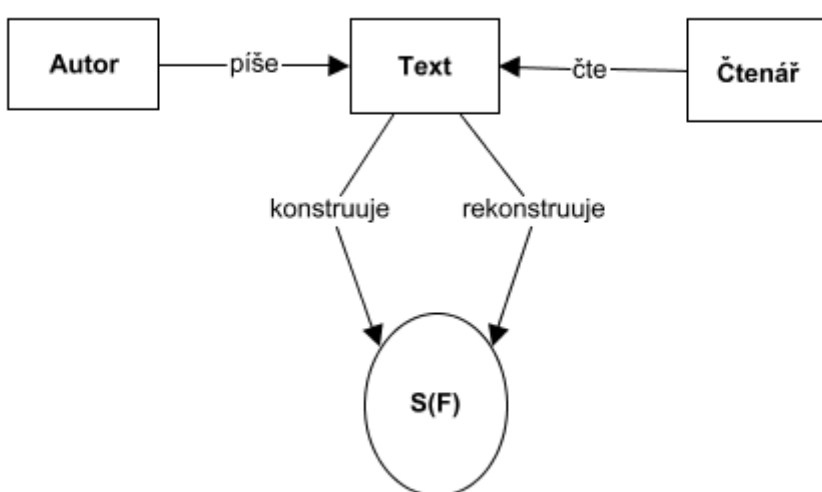 Autor
píše
Text
čte
Čtenář
konstruuje
rekonstruuje
S(F)